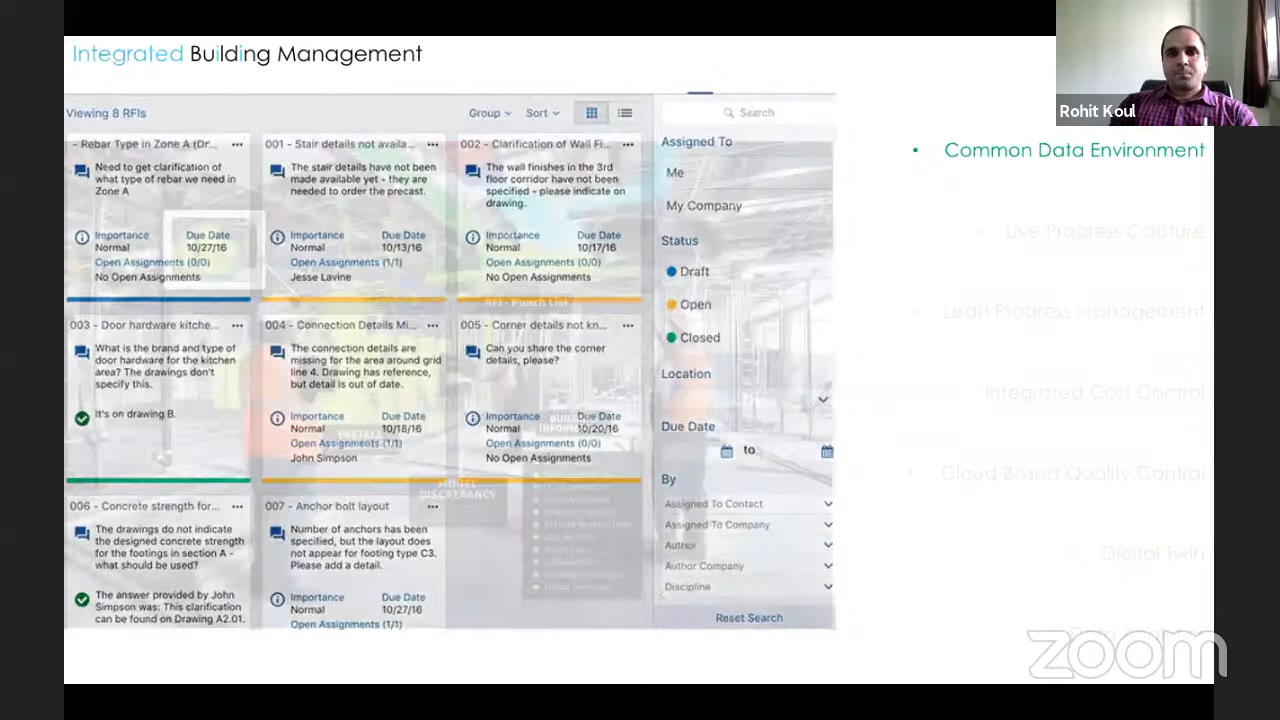 Integrated Building Management
Rohit Koul
Viewing 8 RFIs
Group
Sort
- Rebar Type in Zone A (Dr...
Need to get clarification of
what type of rebar we need in
Zone A
Importance
Normal
Due Date
10/27/16
Open Assignments (0/0)
No Open Assignments
001 - Stair details not availa...
The stair details have not been
made available yet - they are
needed to order the precast.
Importance
Normal
Due Date
10/13/16
Open Assignments (1/1)
Jesse Lavine
002 - Clarification of Wall Fi...
The wall finishes in the 3rd
floor corridor have not been
specified - please indicate on
drawing.
Importance
Normal
Due Date
10/17/16
Open Assignments (0/0)
No Open Assignments
RFI - Punch List
003 - Door hardware kitche...
What is the brand and type of
door hardware for the kitchen
area? The drawings don't
specify this.
It's on drawing B.
004 - Connection Details Mi...
The connection details are
missing for the area around grid
line 4. Drawing has reference,
but detail is out of date.
Importance
Normal
Due Date
10/18/16
Open Assignments (1/1)
John Simpson
005 - Corner details not kn...
Can you share the corner
details, please?
Importance
Normal
Due Date
10/20/16
Open Assignments (0/0)
No Open Assignments
MODEL
DISCREPANCY
006 - Concrete strength for...
The drawings do not indicate
the designed concrete strength
for the footings in section A -
what should be used?
The answer provided by John
Simpson was: This clarification
can be found on Drawing A2.01.
007 - Anchor bolt layout
Number of anchors has been
specified, but the layout does
not appear for footing type C3.
Please add a detail.
Importance
Normal
Due Date
10/27/16
Open Assignments (1/1)
Search
Assigned To
Me
My Company
Status
Draft
Open
Closed
Location
Due Date
to
By
Assigned To Contact
Assigned To Company
Author
Author Company
Discipline
Reset Search
• Common Data Environment
• Live Progress Capture
• Lean Progress Management
Integrated Cost Control
• Cloud Based Quality Control
• Digital Twin
zoom